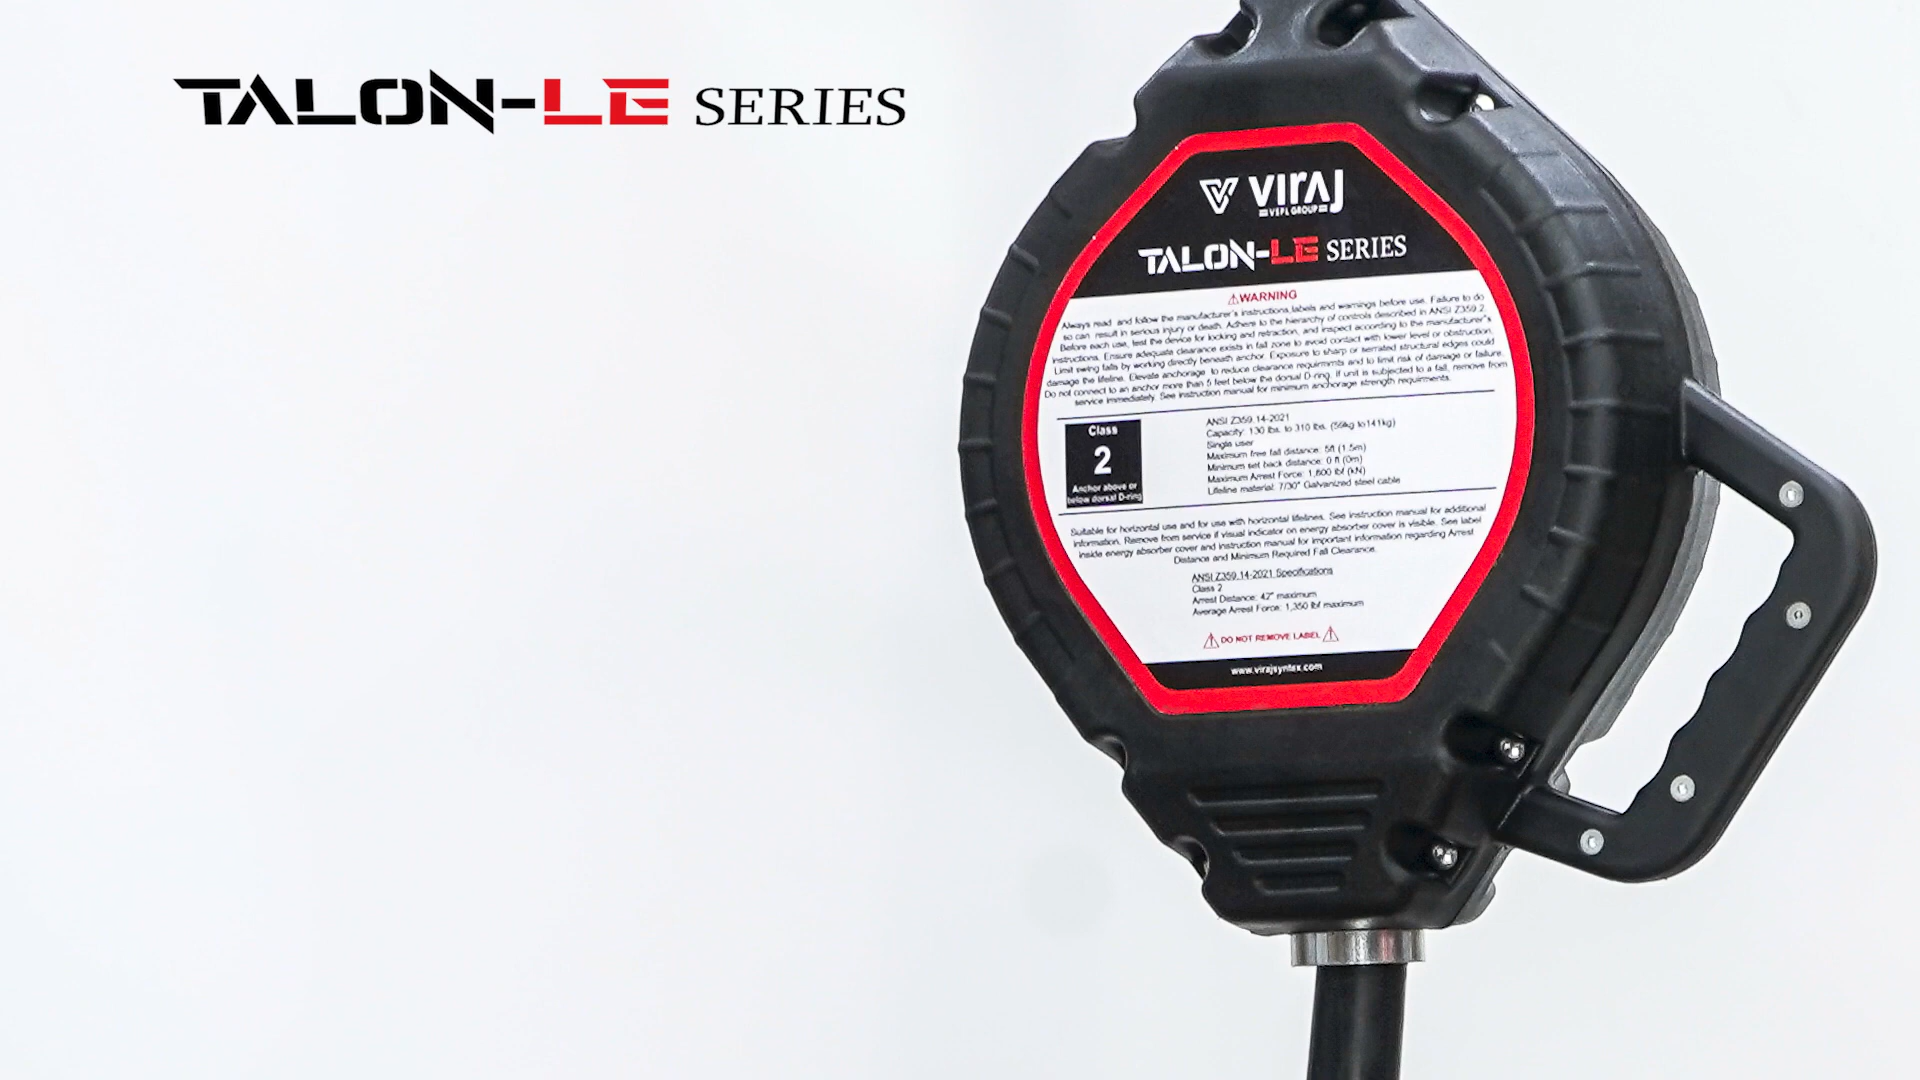 TALON-LE SERIES
VIRAJ
VSPL GROUP
TALON-LE SERIES
WARNING
Always read and follow the manufacturer's instructions,labels and warnings before use. Failure to do
so can result in serious injury or death. Adhere to the hierarchy of controls described in ANSI Z359.2.
Before each use, test the device for locking and retraction, and inspect according to the manufacturer's
instructions. Ensure adequate clearance exists in fall zone to avoid contact with lower level or obstruction.
Limit swing falls by working directly beneath anchor. Exposure to sharp or serrated structural edges could
damage the lifeline. Elevate anchorage to reduce clearance requirmrnts and to limit risk of damage or failure.
Do not connect to an anchor more than 5 feet below the dorsal D-ring. If unit is subjected to a fall, remove from
service immediately. See instruction manual for minimum anchorage strength requirments.
Class
2
Anchor above or
below dorsal D-ring
ANSI Z359.14-2021
Capacity: 130 lbs. to 310 lbs. (59kg to141kg)
Single user
Maximum free fall distance: 5ft (1.5m)
Minimum set back distance: 0 ft (0m)
Maximum Arrest Force: 1,800 lbf (kN)
Lifeline material: 7/30" Galvanized steel cable
Suitable for horizontal use and for use with horizontal lifelines. See instruction manual for additional
information. Remove from service if visual indicator on energy absorber cover is visible. See label
inside energy absorber cover and instruction manual for important information regarding Arrest
Distance and Minimum Required Fall Clearance.
ANSI Z359.14-2021 Specifications
Class 2
Arrest Distance: 42" maximum
Average Arrest Force: 1,350 lbf maximum
DO NOT REMOVE LABEL
www.virajsyntex.com